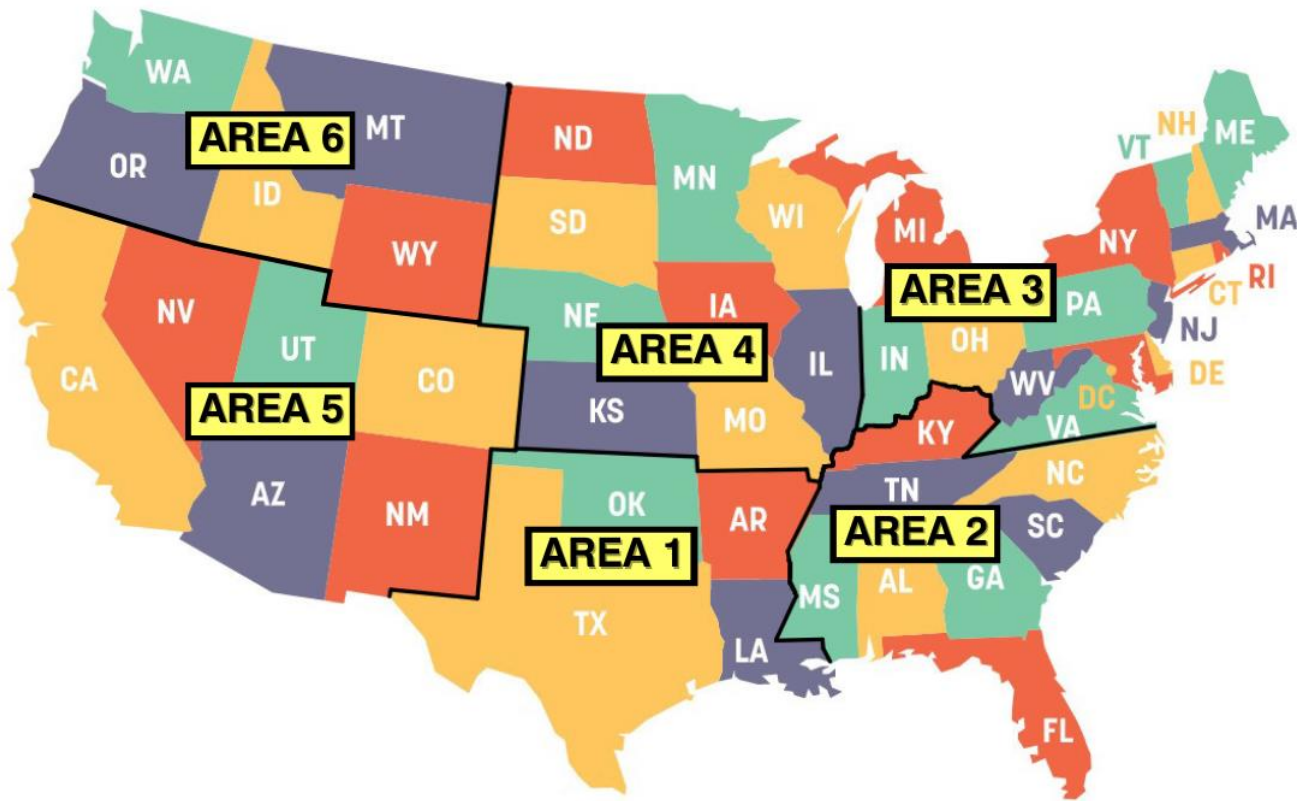 WA
MT
ND
MN
NH
ME
VT
AREA 6
OR
ID
SD
WI
MI
MA
NY
WY
AREA 3
RI
CT
NV
NE
IA
PA
NJ
UT
AREA 4
IL
IN
OH
CA
CO
WV
DE
DC
AREA 5
KS
MO
KY
VA
NC
AZ
NM
OK
AR
TN
SC
AREA 1
AREA 2
MS
AL
GA
TX
LA
FL